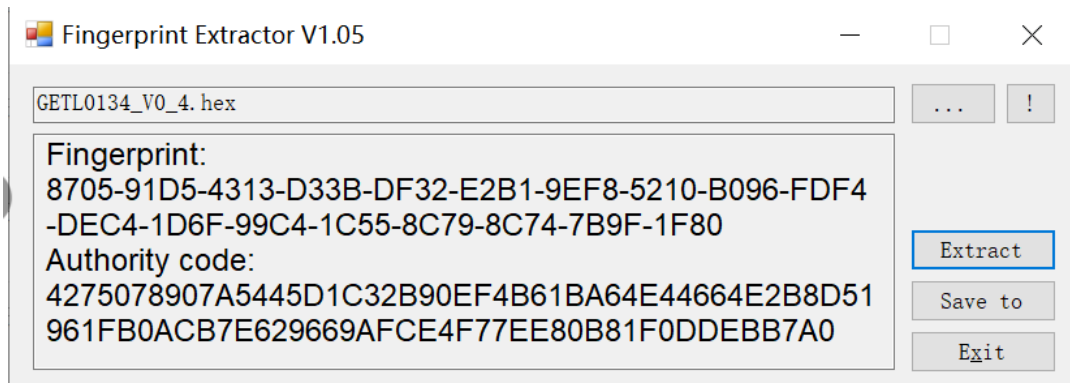 Fingerprint Extractor V1.05
GETL0134_V0_4.hex
...
!
Fingerprint:
8705-91D5-4313-D33B-DF32-E2B1-9EF8-5210-B096-FDF4
-DEC4-1D6F-99C4-1C55-8C79-8C74-7B9F-1F80
Authority code:
4275078907A5445D1C32B90EF4B61BA64E44664E2B8D51
961FB0ACB7E629669AFCE4F77EE80B81F0DDEBB7A0
Extract
Save to
Exit